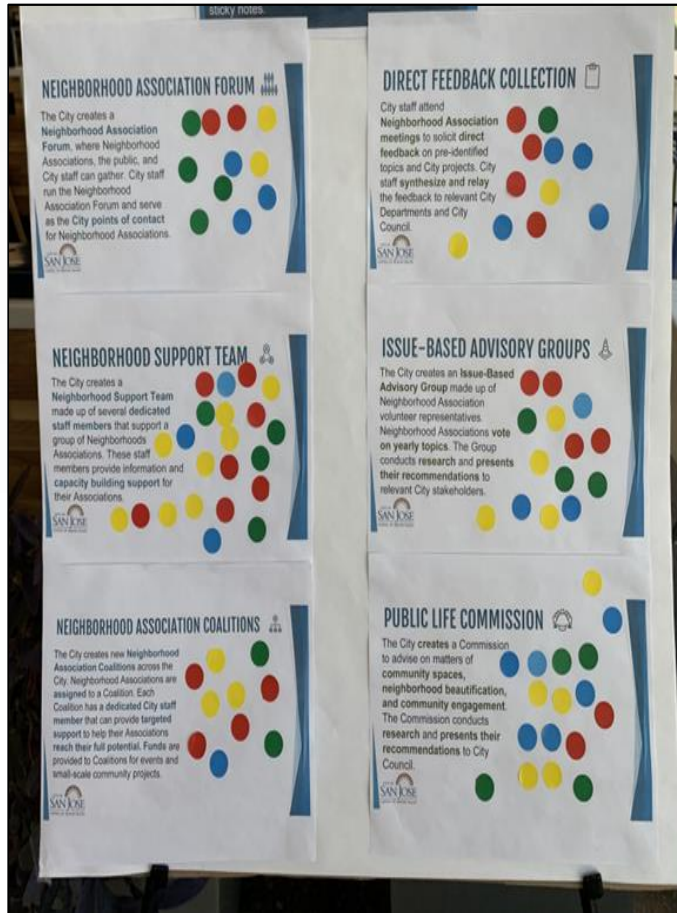 sticky notes.
NEIGHBORHOOD ASSOCIATION FORUM
The City creates a
Neighborhood Association
Forum, where Neighborhood
Associations, the public, and
City staff can gather. City staff
run the Neighborhood
Association Forum and serve
as the City points of contact
for Neighborhood Associations.
SAN JOSE
DIRECT FEEDBACK COLLECTION
City staff attend
Neighborhood Association
meetings to solicit direct
feedback on pre-identified
topics and City projects. City
staff synthesize and relay
the feedback to relevant City
Departments and City
Council.
SAN JOSE
NEIGHBORHOOD SUPPORT TEAM
The City creates a
Neighborhood Support Team
made up of several dedicated
staff members that support a
group of Neighborhoods
Associations. These staff
members provide information and
capacity building support for
their Associations.
SAN JOSE
ISSUE-BASED ADVISORY GROUPS
The City creates an Issue-Based
Advisory Group made up of
Neighborhood Association
volunteer representatives.
Neighborhood Associations vote
on yearly topics. The Group
conducts research and presents
their recommendations to
relevant City stakeholders.
SAN JOSE
NEIGHBORHOOD ASSOCIATION COALITIONS
The City creates new Neighborhood
Association Coalitions across the
City. Neighborhood Associations are
assigned to a Coalition. Each
Coalition has a dedicated City staff
member that can provide targeted
support to help their Associations
reach their full potential. Funds are
provided to Coalitions for events and
small-scale community projects.
SAN JOSE
PUBLIC LIFE COMMISSION
The City creates a Commission
to advise on matters of
community spaces,
neighborhood beautification,
and community engagement.
The Commission conducts
research and presents their
recommendations to City
Council.
SAN JOSE